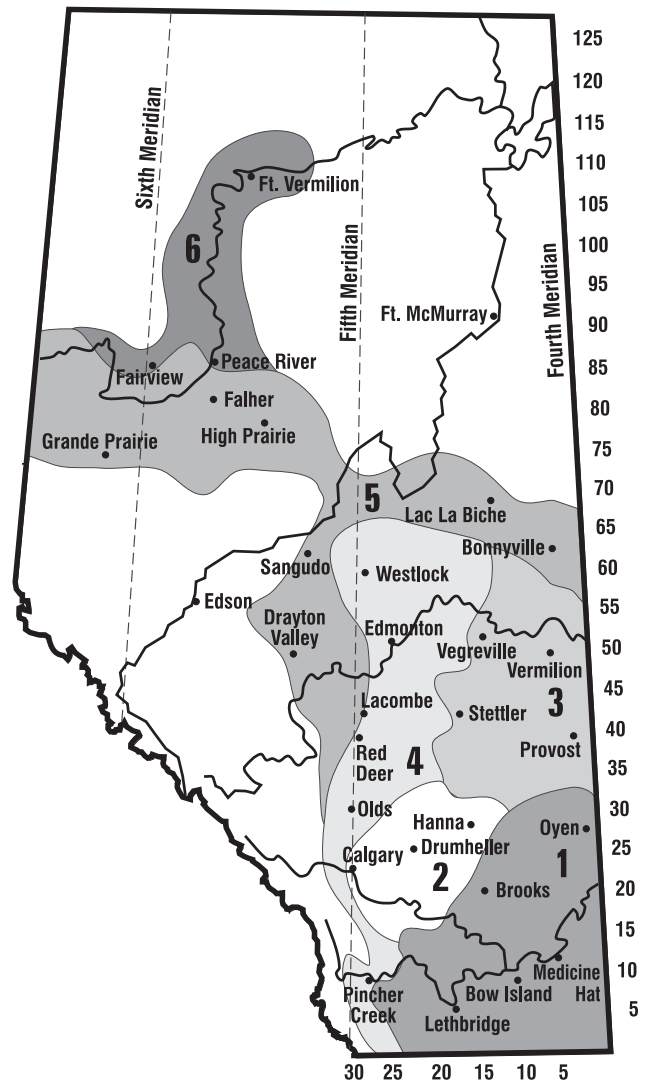 125
120
115
110
105
100
95
90
85
80
75
70
65
60
55
50
45
40
35
30
25
20
15
10
5
Sixth Meridian
Fifth Meridian
Fourth Meridian
Ft. Vermilion
6
Ft. McMurray
Peace River
Fairview
Falher
High Prairie
Grande Prairie
5
Lac La Biche
Bonnyville
Sangudo
Westlock
Edson
Drayton
Valley
Edmonton
Vegreville
Vermilion
Lacombe
Stettler
3
Provost
Red
Deer
4
Olds
Hanna
Oyen
Calgary
Drumheller
2
1
Brooks
Medicine
Hat
Pincher
Creek
Bow Island
Lethbridge
30 25 20 15 10 5